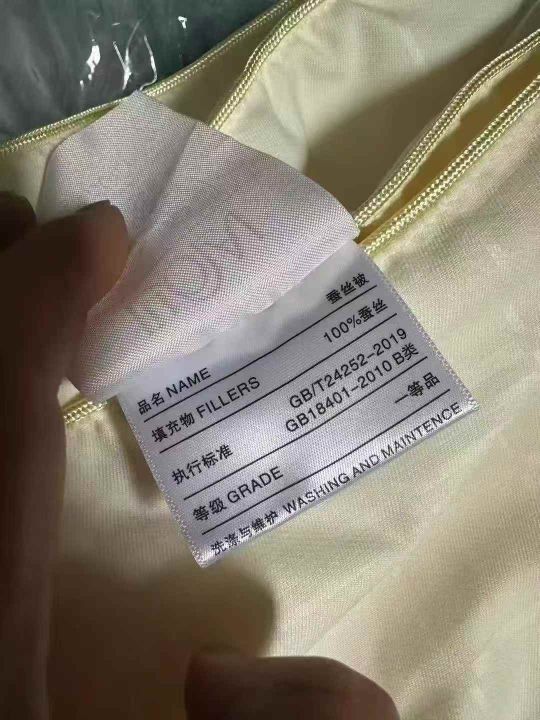 品名 NAME 蚕丝被
填充物 FILLERS 100%蚕丝
执行标准 GB/T24252-2019
GB18401-2010 B类
等级 GRADE 一等品
洗涤与维护 WASHING AND MAINTENCE